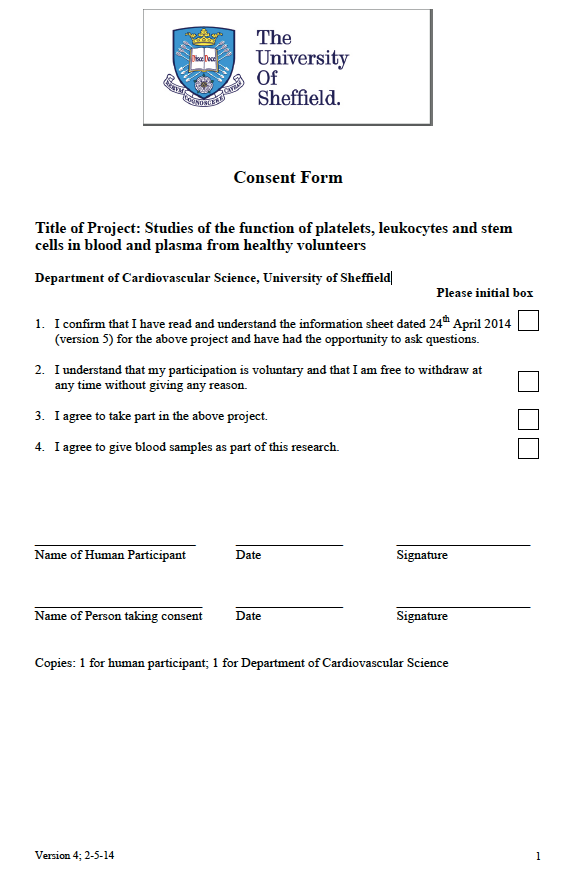 The
University
Of
Sheffield.
Disce Doce
RERVM COGNOSCERE CAVSAS
Consent Form
Title of Project: Studies of the function of platelets, leukocytes and stem
cells in blood and plasma from healthy volunteers
Department of Cardiovascular Science, University of Sheffield
Please initial box
1. I confirm that I have read and understand the information sheet dated 24th April 2014
(version 5) for the above project and have had the opportunity to ask questions.
2. I understand that my participation is voluntary and that I am free to withdraw at
any time without giving any reason.
3. I agree to take part in the above project.
4. I agree to give blood samples as part of this research.
Name of Human Participant Date Signature
Name of Person taking consent Date Signature
Copies: 1 for human participant; 1 for Department of Cardiovascular Science
Version 4; 2-5-14 1